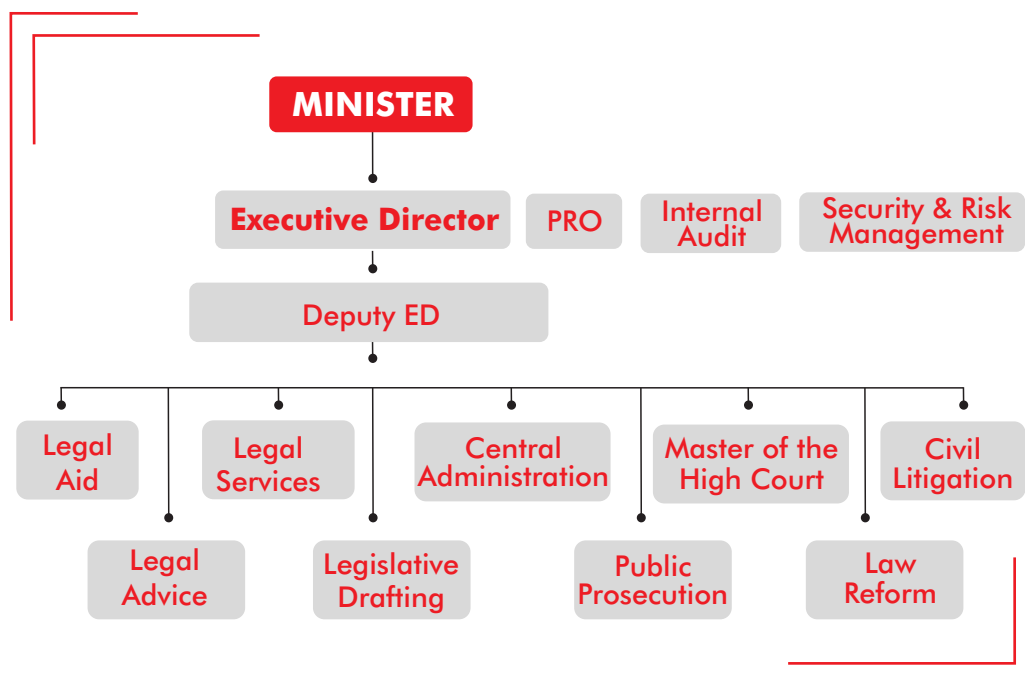 MINISTER
Executive Director
PRO
Internal
Audit
Security & Risk
Management
Deputy ED
Legal
Aid
Legal
Services
Central
Administration
Master of the
High Court
Civil
Litigation
Legal
Advice
Legislative
Drafting
Public
Prosecution
Law
Reform